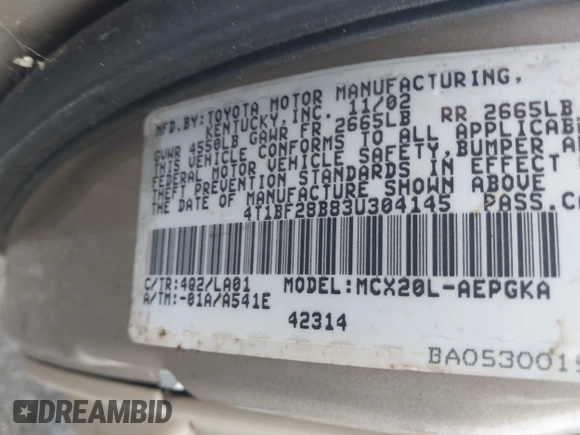 MFD.BY:TOYOTA MOTOR MANUFACTURING,
KENTUCKY,INC. 11/02
GVWR 4550LB GAWR FR 2665LB RR 2665LB
THIS VEHICLE CONFORMS TO ALL APPLICABLE
FEDERAL MOTOR VEHICLE SAFETY,BUMPER
THEFT PREVENTION STANDARDS IN EFFECT
THE DATE OF MANUFACTURE SHOWN ABOVE
4T1BF28B83U304145 PASS.
C/TR:4Q2/LA01 MODEL:MCX20L-AEPGKA
A/TM:-01A/A541E
42314
DREAMBID